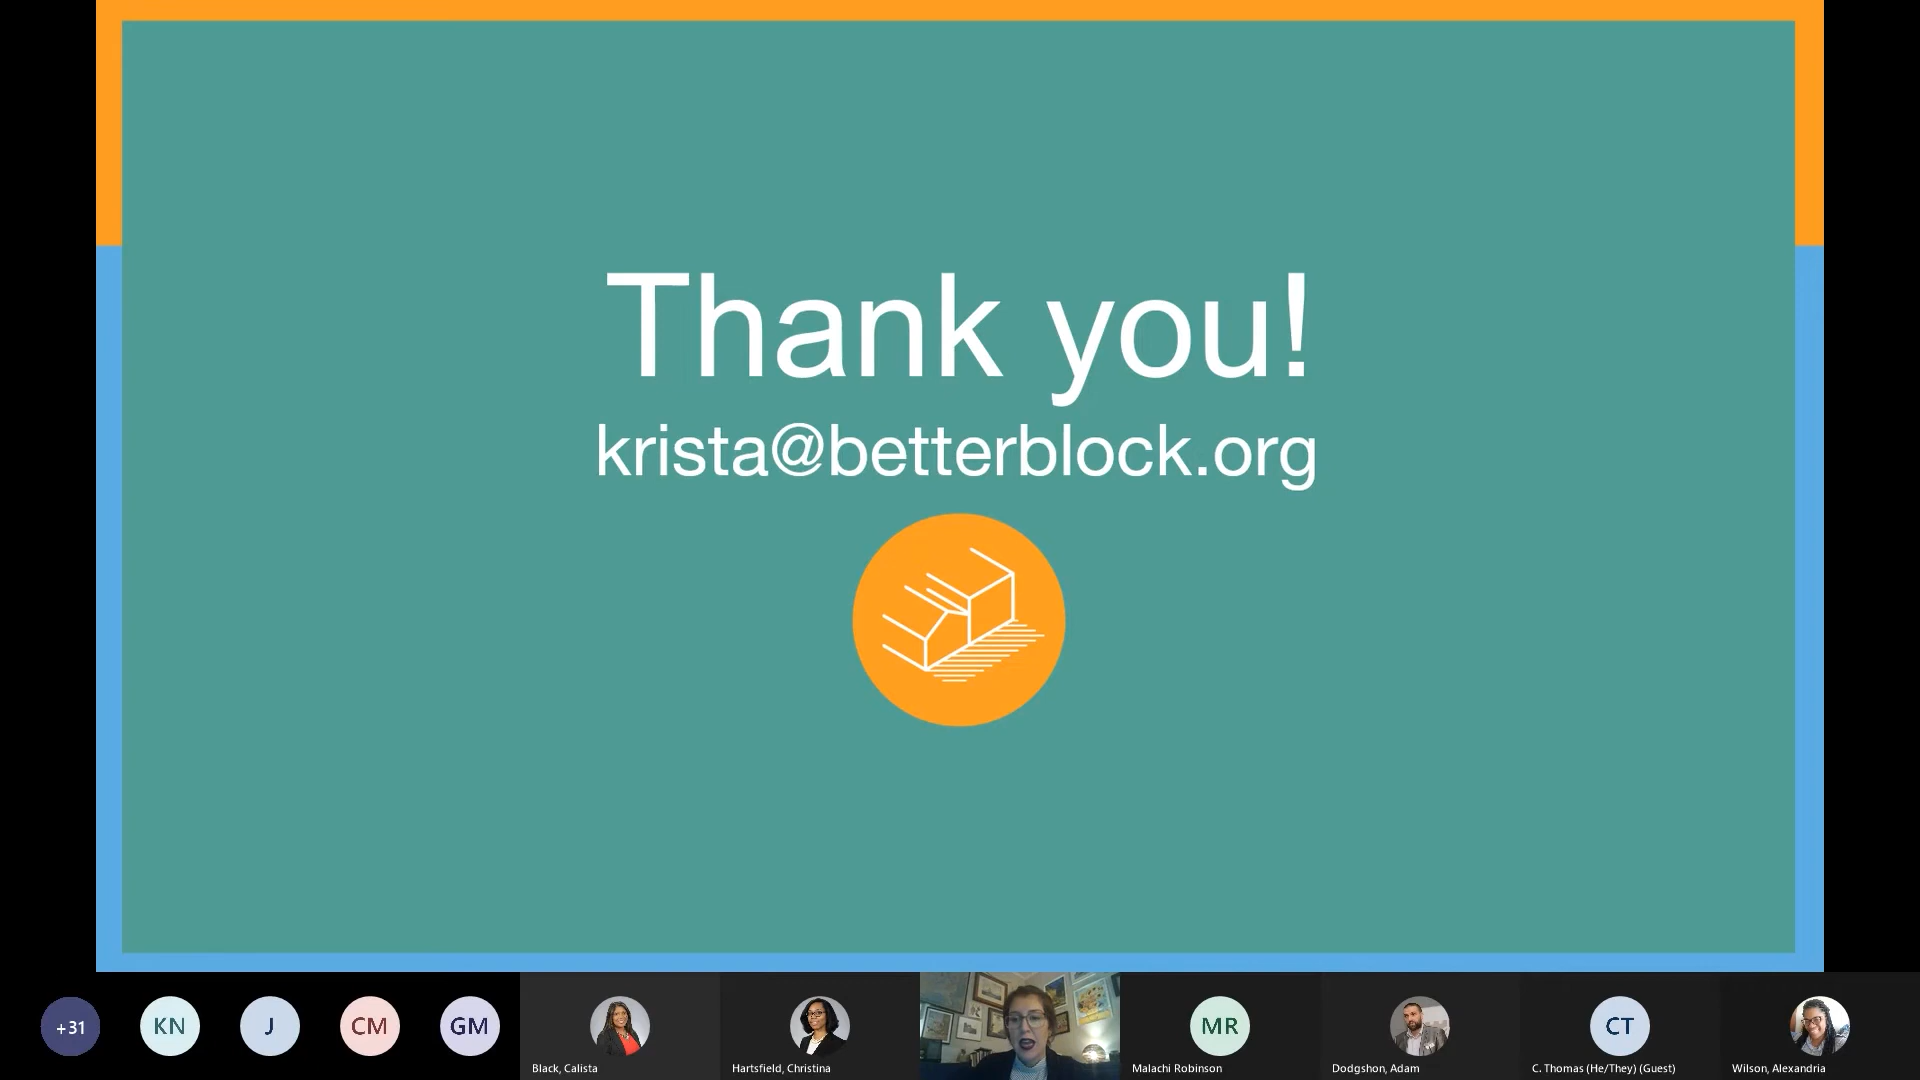 Thank you!
krista@betterblock.org
+31
KN
J
CM
GM
Black, Calista
Hartsfield, Christina
MR
Malachi Robinson
Dodgshon, Adam
CT
C. Thomas (He/They) (Guest)
Wilson, Alexandria